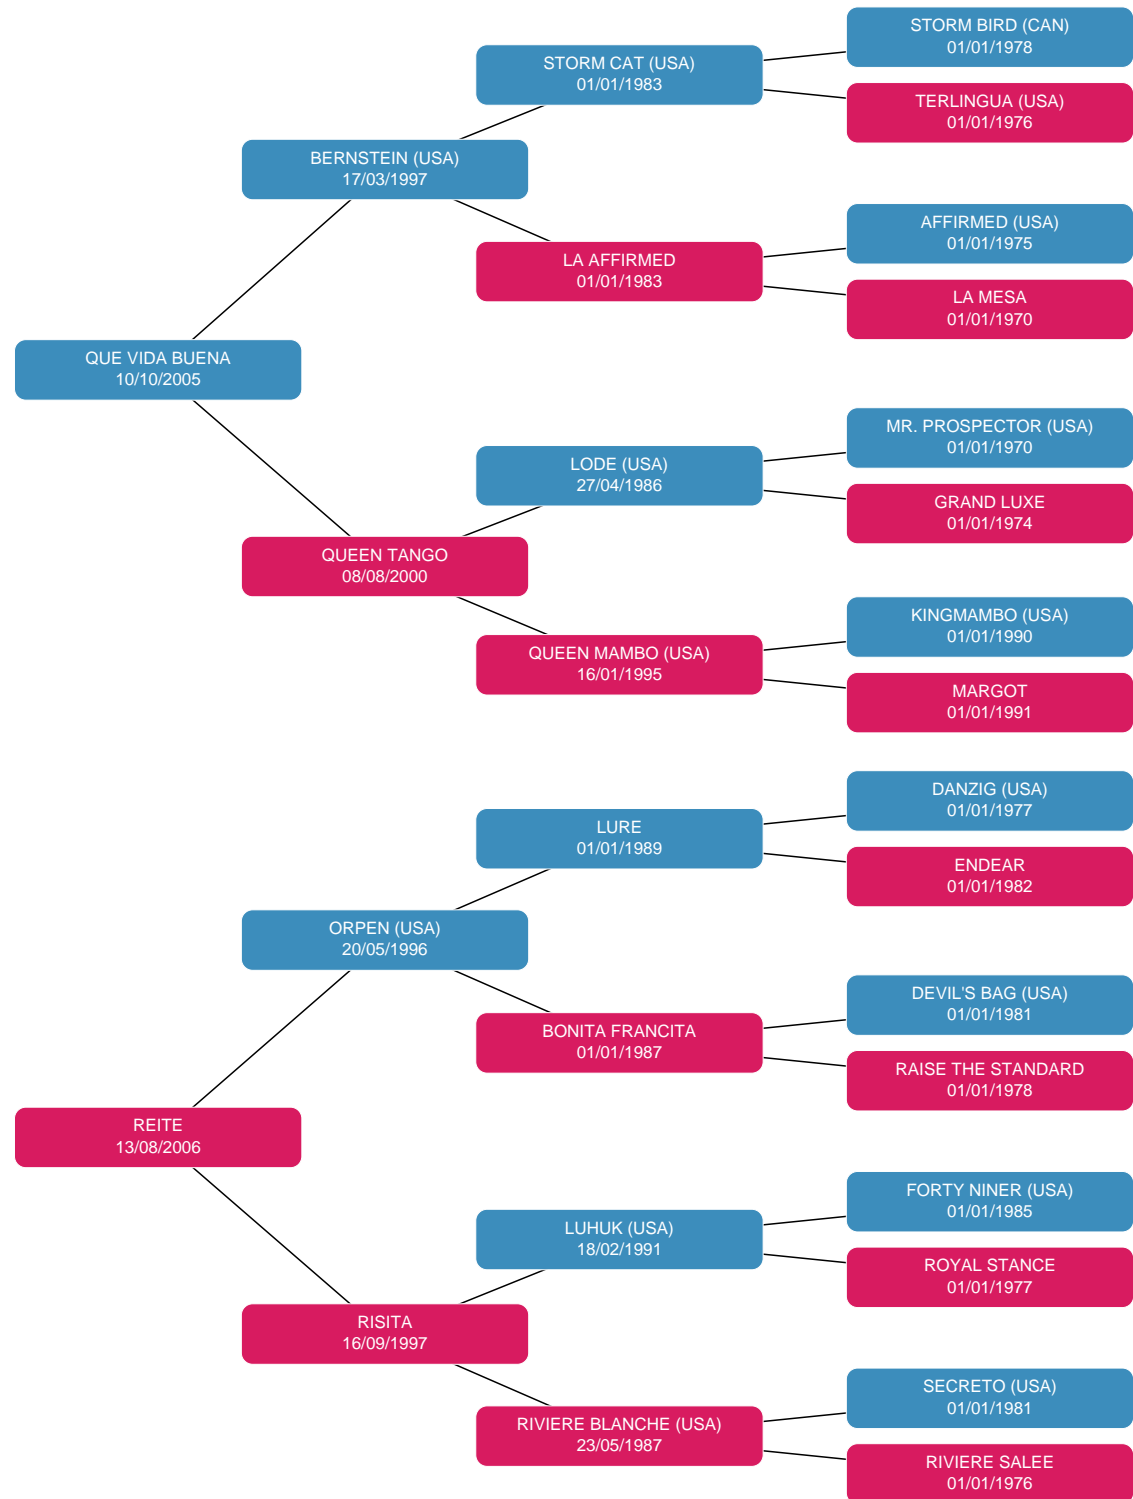 STORM BIRD (CAN)
01/01/1978
STORM CAT (USA)
01/01/1983
TERLINGUA (USA)
01/01/1976
BERNSTEIN (USA)
17/03/1997
AFFIRMED (USA)
01/01/1975
LA AFFIRMED
01/01/1983
LA MESA
01/01/1970
QUE VIDA BUENA
10/10/2005
MR. PROSPECTOR (USA)
01/01/1970
LODE (USA)
27/04/1986
GRAND LUXE
01/01/1974
QUEEN TANGO
08/08/2000
KINGMAMBO (USA)
01/01/1990
QUEEN MAMBO (USA)
16/01/1995
MARGOT
01/01/1991
DANZIG (USA)
01/01/1977
LURE
01/01/1989
ENDEAR
01/01/1982
ORPEN (USA)
20/05/1996
DEVIL'S BAG (USA)
01/01/1981
BONITA FRANCITA
01/01/1987
RAISE THE STANDARD
01/01/1978
REITE
13/08/2006
FORTY NINER (USA)
01/01/1985
LUHUK (USA)
18/02/1991
ROYAL STANCE
01/01/1977
RISITA
16/09/1997
SECRETO (USA)
01/01/1981
RIVIERE BLANCHE (USA)
23/05/1987
RIVIERE SALEE
01/01/1976